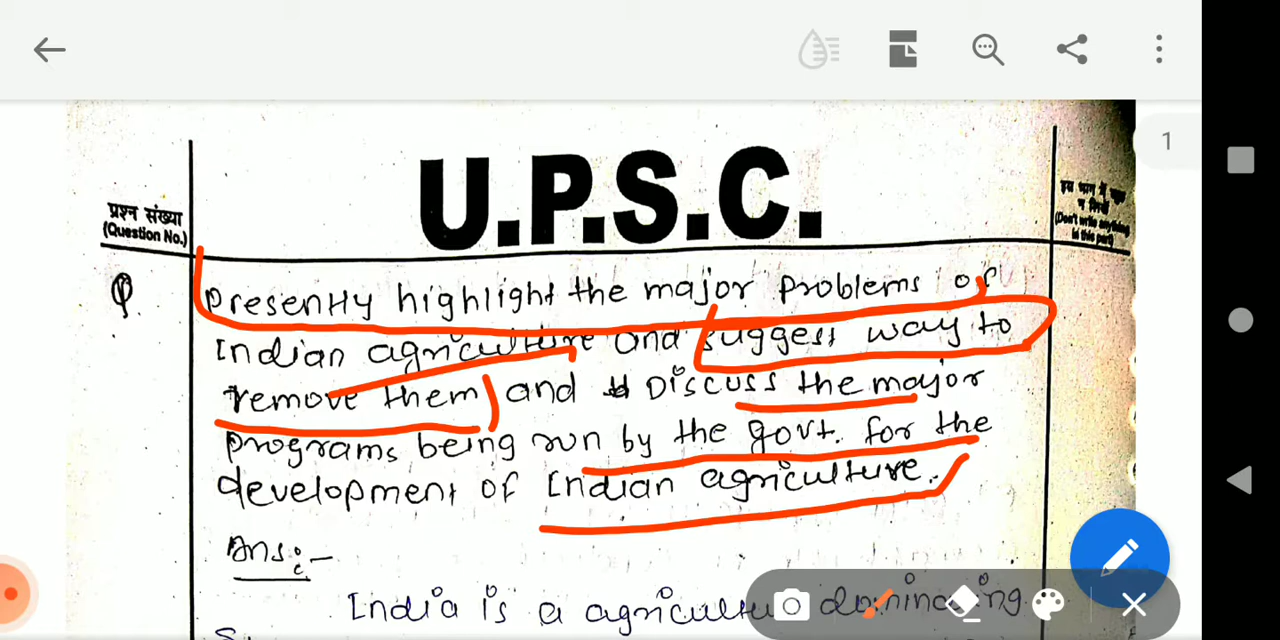 1
U.P.S.C.
प्रश्न संख्या
(Question No.)
इस भाग में कुछ
न लिखें
(Don't write anything
in this part)
Q
Presently highlight the major problems of
Indian agriculture and suggest way to
remove them and Discuss the major
programs being run by the govt. for the
development of Indian agriculture.
Ans:-
India is a agricultu dominating